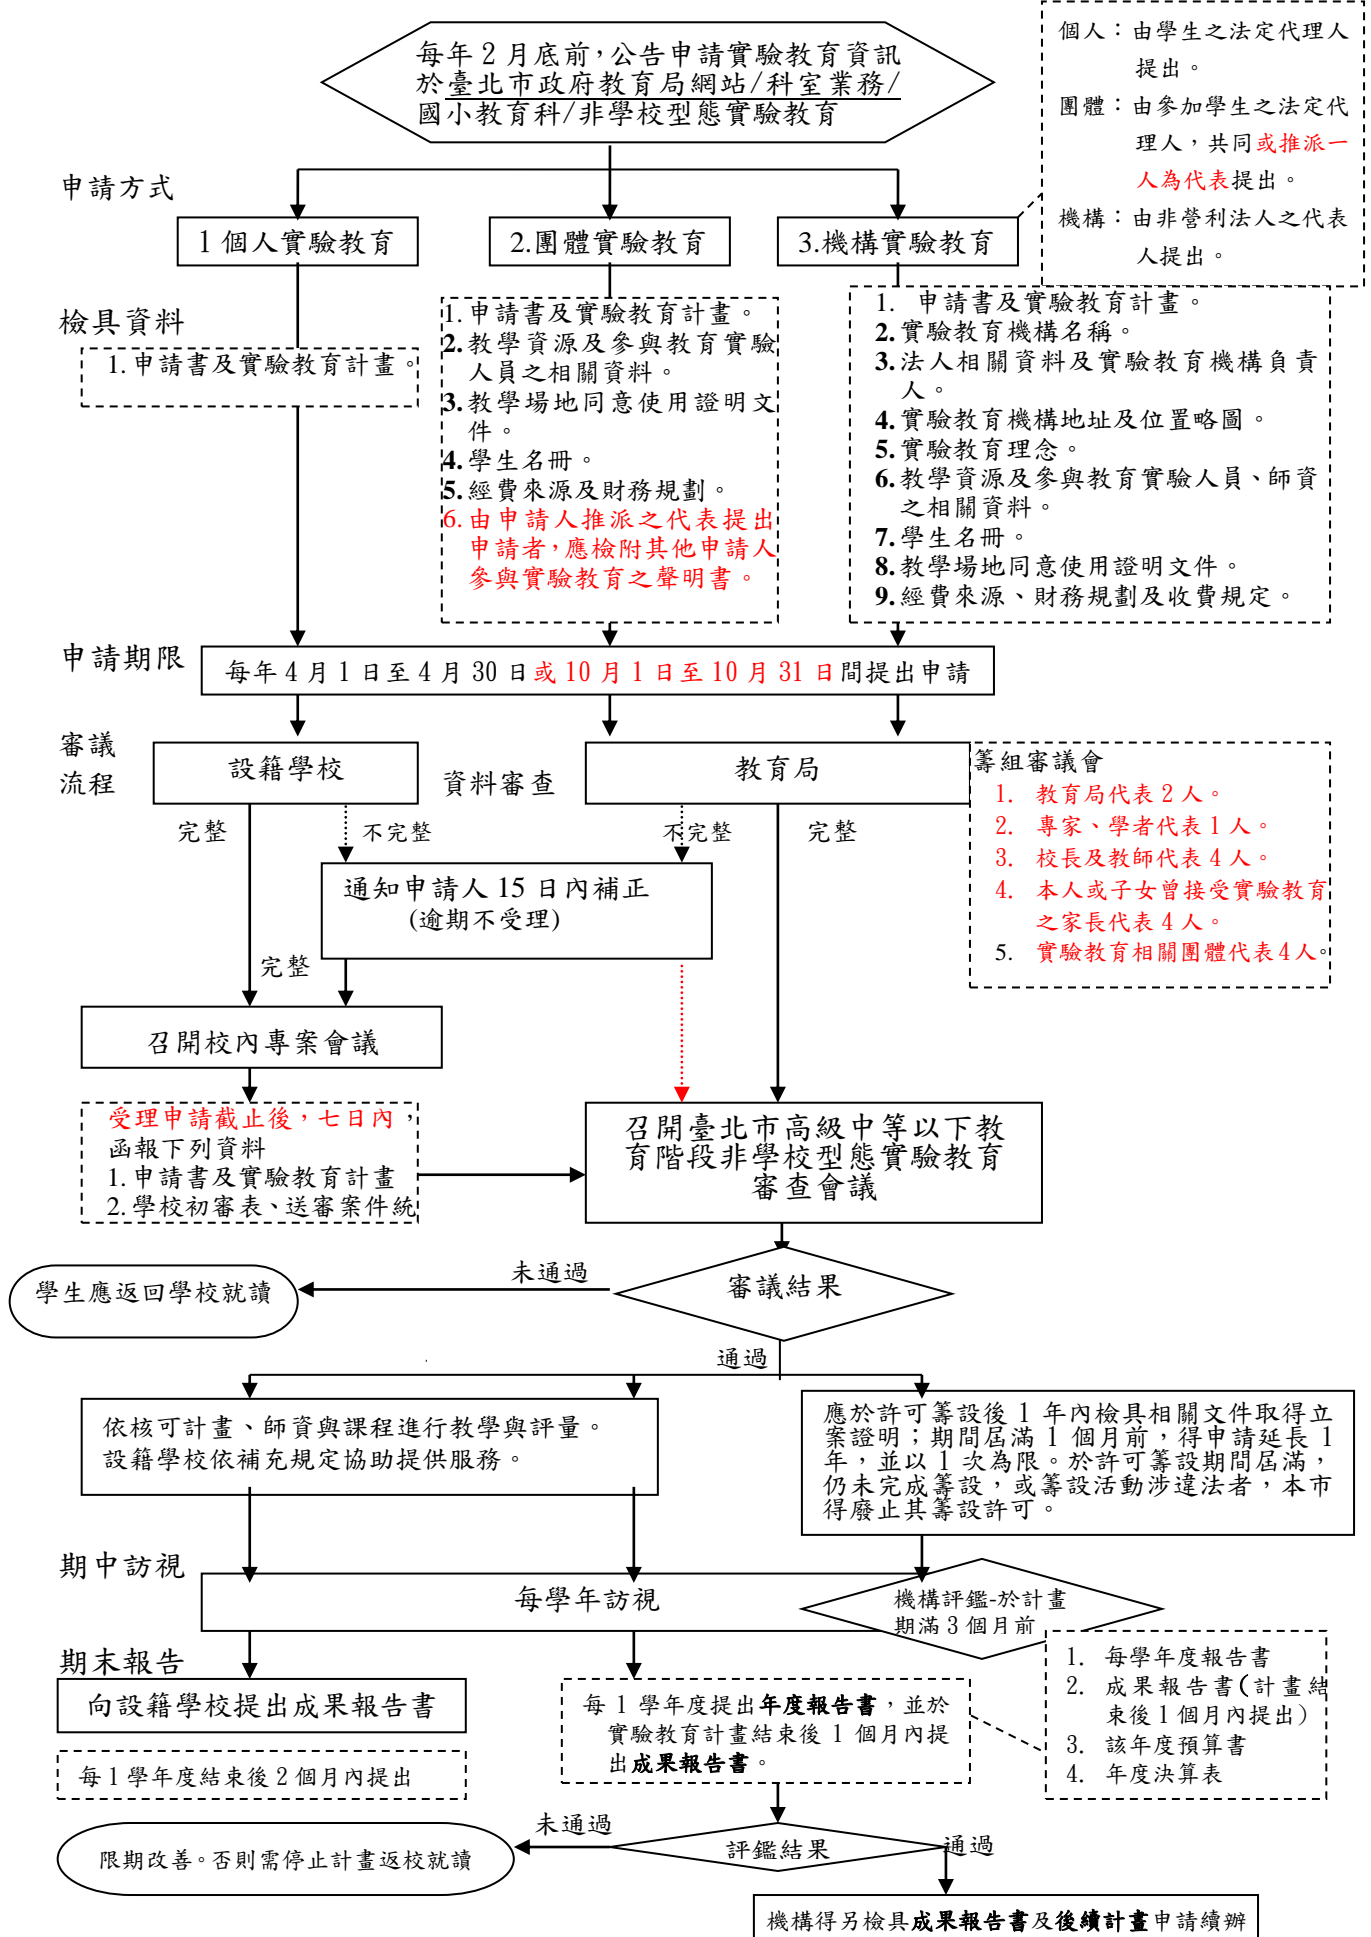 每年 2 月底前，公告申請實驗教育資訊
於臺北市政府教育局網站/科室業務/
國小教育科/非學校型態實驗教育
個人：由學生之法定代理人
提出。
團體：由參加學生之法定代
理人，共同或推派一
人為代表提出。
機構：由非營利法人之代表
人提出。
申請方式
1 個人實驗教育
2.團體實驗教育
3.機構實驗教育
檢具資料
1.申請書及實驗教育計畫。
1.申請書及實驗教育計畫。
2.教學資源及參與教育實驗
人員之相關資料。
3.教學場地同意使用證明文
件。
4.學生名冊。
5.經費來源及財務規劃。
6.由申請人推派之代表提出
申請者，應檢附其他申請人
參與實驗教育之聲明書。
1. 申請書及實驗教育計畫。
2.實驗教育機構名稱。
3.法人相關資料及實驗教育機構負責
人。
4.實驗教育機構地址及位置略圖。
5.實驗教育理念。
6.教學資源及參與教育實驗人員、師資
之相關資料。
7.學生名冊。
8.教學場地同意使用證明文件。
9.經費來源、財務規劃及收費規定。
申請期限
每年 4 月 1 日至 4 月 30 日或 10 月 1 日至 10 月 31 日間提出申請
審議
流程
設籍學校
資料審查
教育局
完整
不完整
不完整
完整
籌組審議會
1. 教育局代表 2 人。
2. 專家、學者代表 1 人。
3. 校長及教師代表 4 人。
4. 本人或子女曾接受實驗教育
之家長代表 4 人。
5. 實驗教育相關團體代表 4 人。
通知申請人 15 日內補正
(逾期不受理)
完整
召開校內專案會議
受理申請截止後，七日內，
函報下列資料
1.申請書及實驗教育計畫
2.學校初審表、送審案件統
召開臺北市高級中等以下教
育階段非學校型態實驗教育
審查會議
未通過
學生應返回學校就讀
審議結果
通過
依核可計畫、師資與課程進行教學與評量。
設籍學校依補充規定協助提供服務。
應於許可籌設後 1 年內檢具相關文件取得立
案證明；期間屆滿 1 個月前，得申請延長 1
年，並以 1 次為限。於許可籌設期間屆滿，
仍未完成籌設，或籌設活動涉違法者，本市
得廢止其籌設許可。
期中訪視
每學年訪視
機構評鑑-於計畫
期滿 3 個月前
期末報告
向設籍學校提出成果報告書
每 1 學年度結束後 2 個月內提出
每 1 學年度提出年度報告書，並於
實驗教育計畫結束後 1 個月內提
出成果報告書。
1. 每學年度報告書
2. 成果報告書(計畫結
束後 1 個月內提出)
3. 該年度預算書
4. 年度決算表
未通過
限期改善。否則需停止計畫返校就讀
評鑑結果
通過
機構得另檢具成果報告書及後續計畫申請續辦